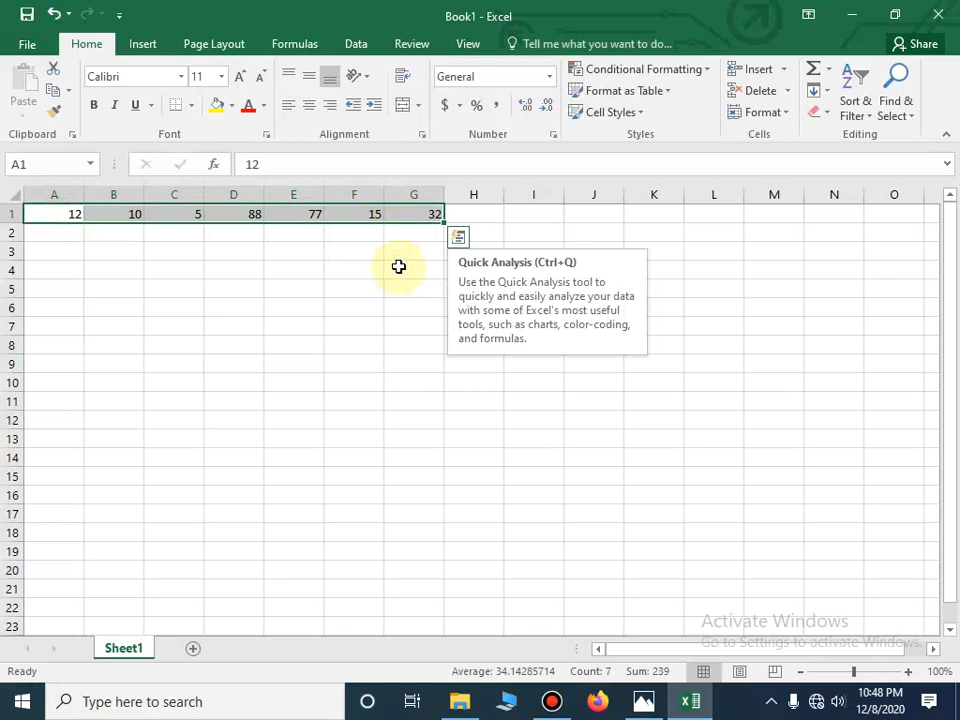 Book1 - Excel
File Home Insert Page Layout Formulas Data Review View Tell me what you want to do... Share
Paste Calibri 11 General Conditional Formatting Format as Table Cell Styles Insert Delete Format Sort & Filter Find & Select
B I U A $ % , .0 .00
Clipboard Font Alignment Number Styles Cells Editing
A1 fx 12
A B C D E F G H I J K L M N O
1 12 10 5 88 77 15 32
2
3
4
5
6
7
8
9
10
11
12
13
14
15
16
17
18
19
20
21
22
23
Quick Analysis (Ctrl+Q)
Use the Quick Analysis tool to
quickly and easily analyze your data
with some of Excel's most useful
tools, such as charts, color-coding,
and formulas.
Activate Windows
Go to Settings to activate Windows.
Sheet1
Ready Average: 34.14285714 Count: 7 Sum: 239 100%
Type here to search
10:48 PM
12/8/2020